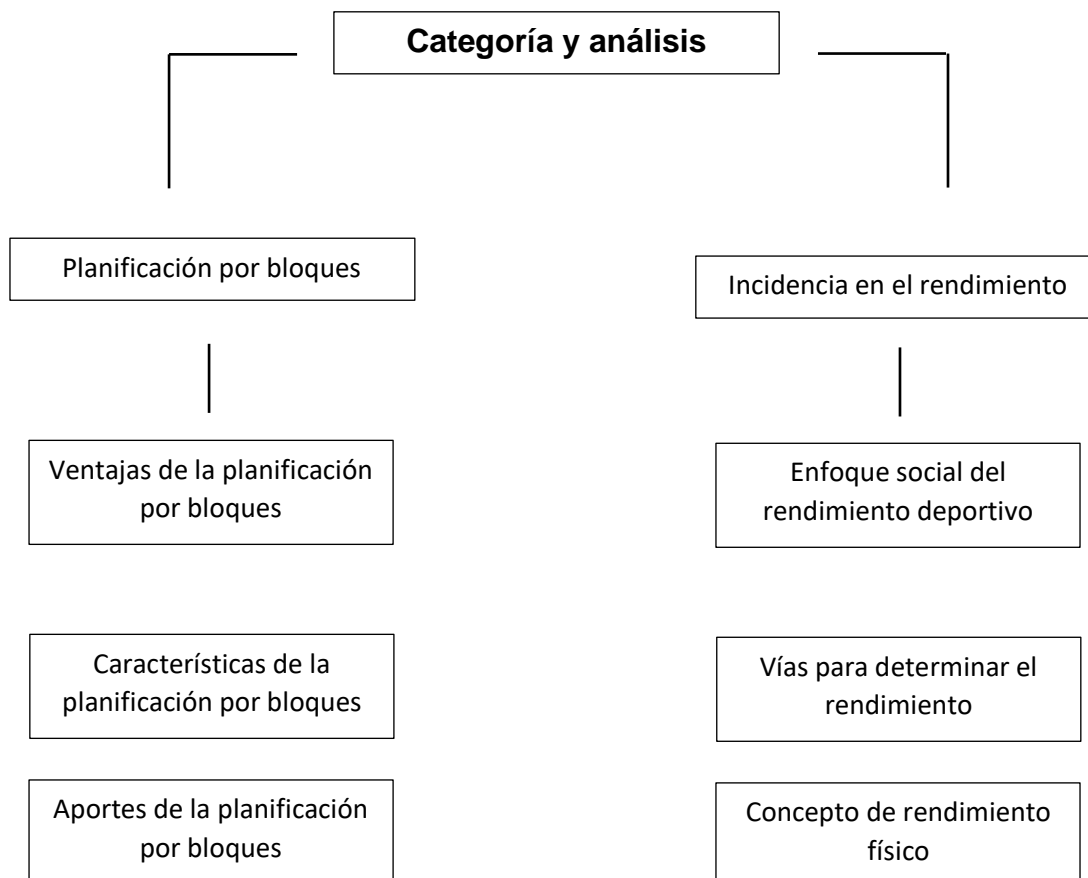 Categoría y análisis
Planificación por bloques
Incidencia en el rendimiento
Ventajas de la planificación
por bloques
Enfoque social del
rendimiento deportivo
Características de la
planificación por bloques
Vías para determinar el
rendimiento
Aportes de la planificación
por bloques
Concepto de rendimiento
físico